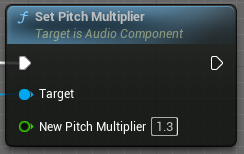 Set Pitch Multiplier
Target is Audio Component
Target
New Pitch Multiplier 1.3